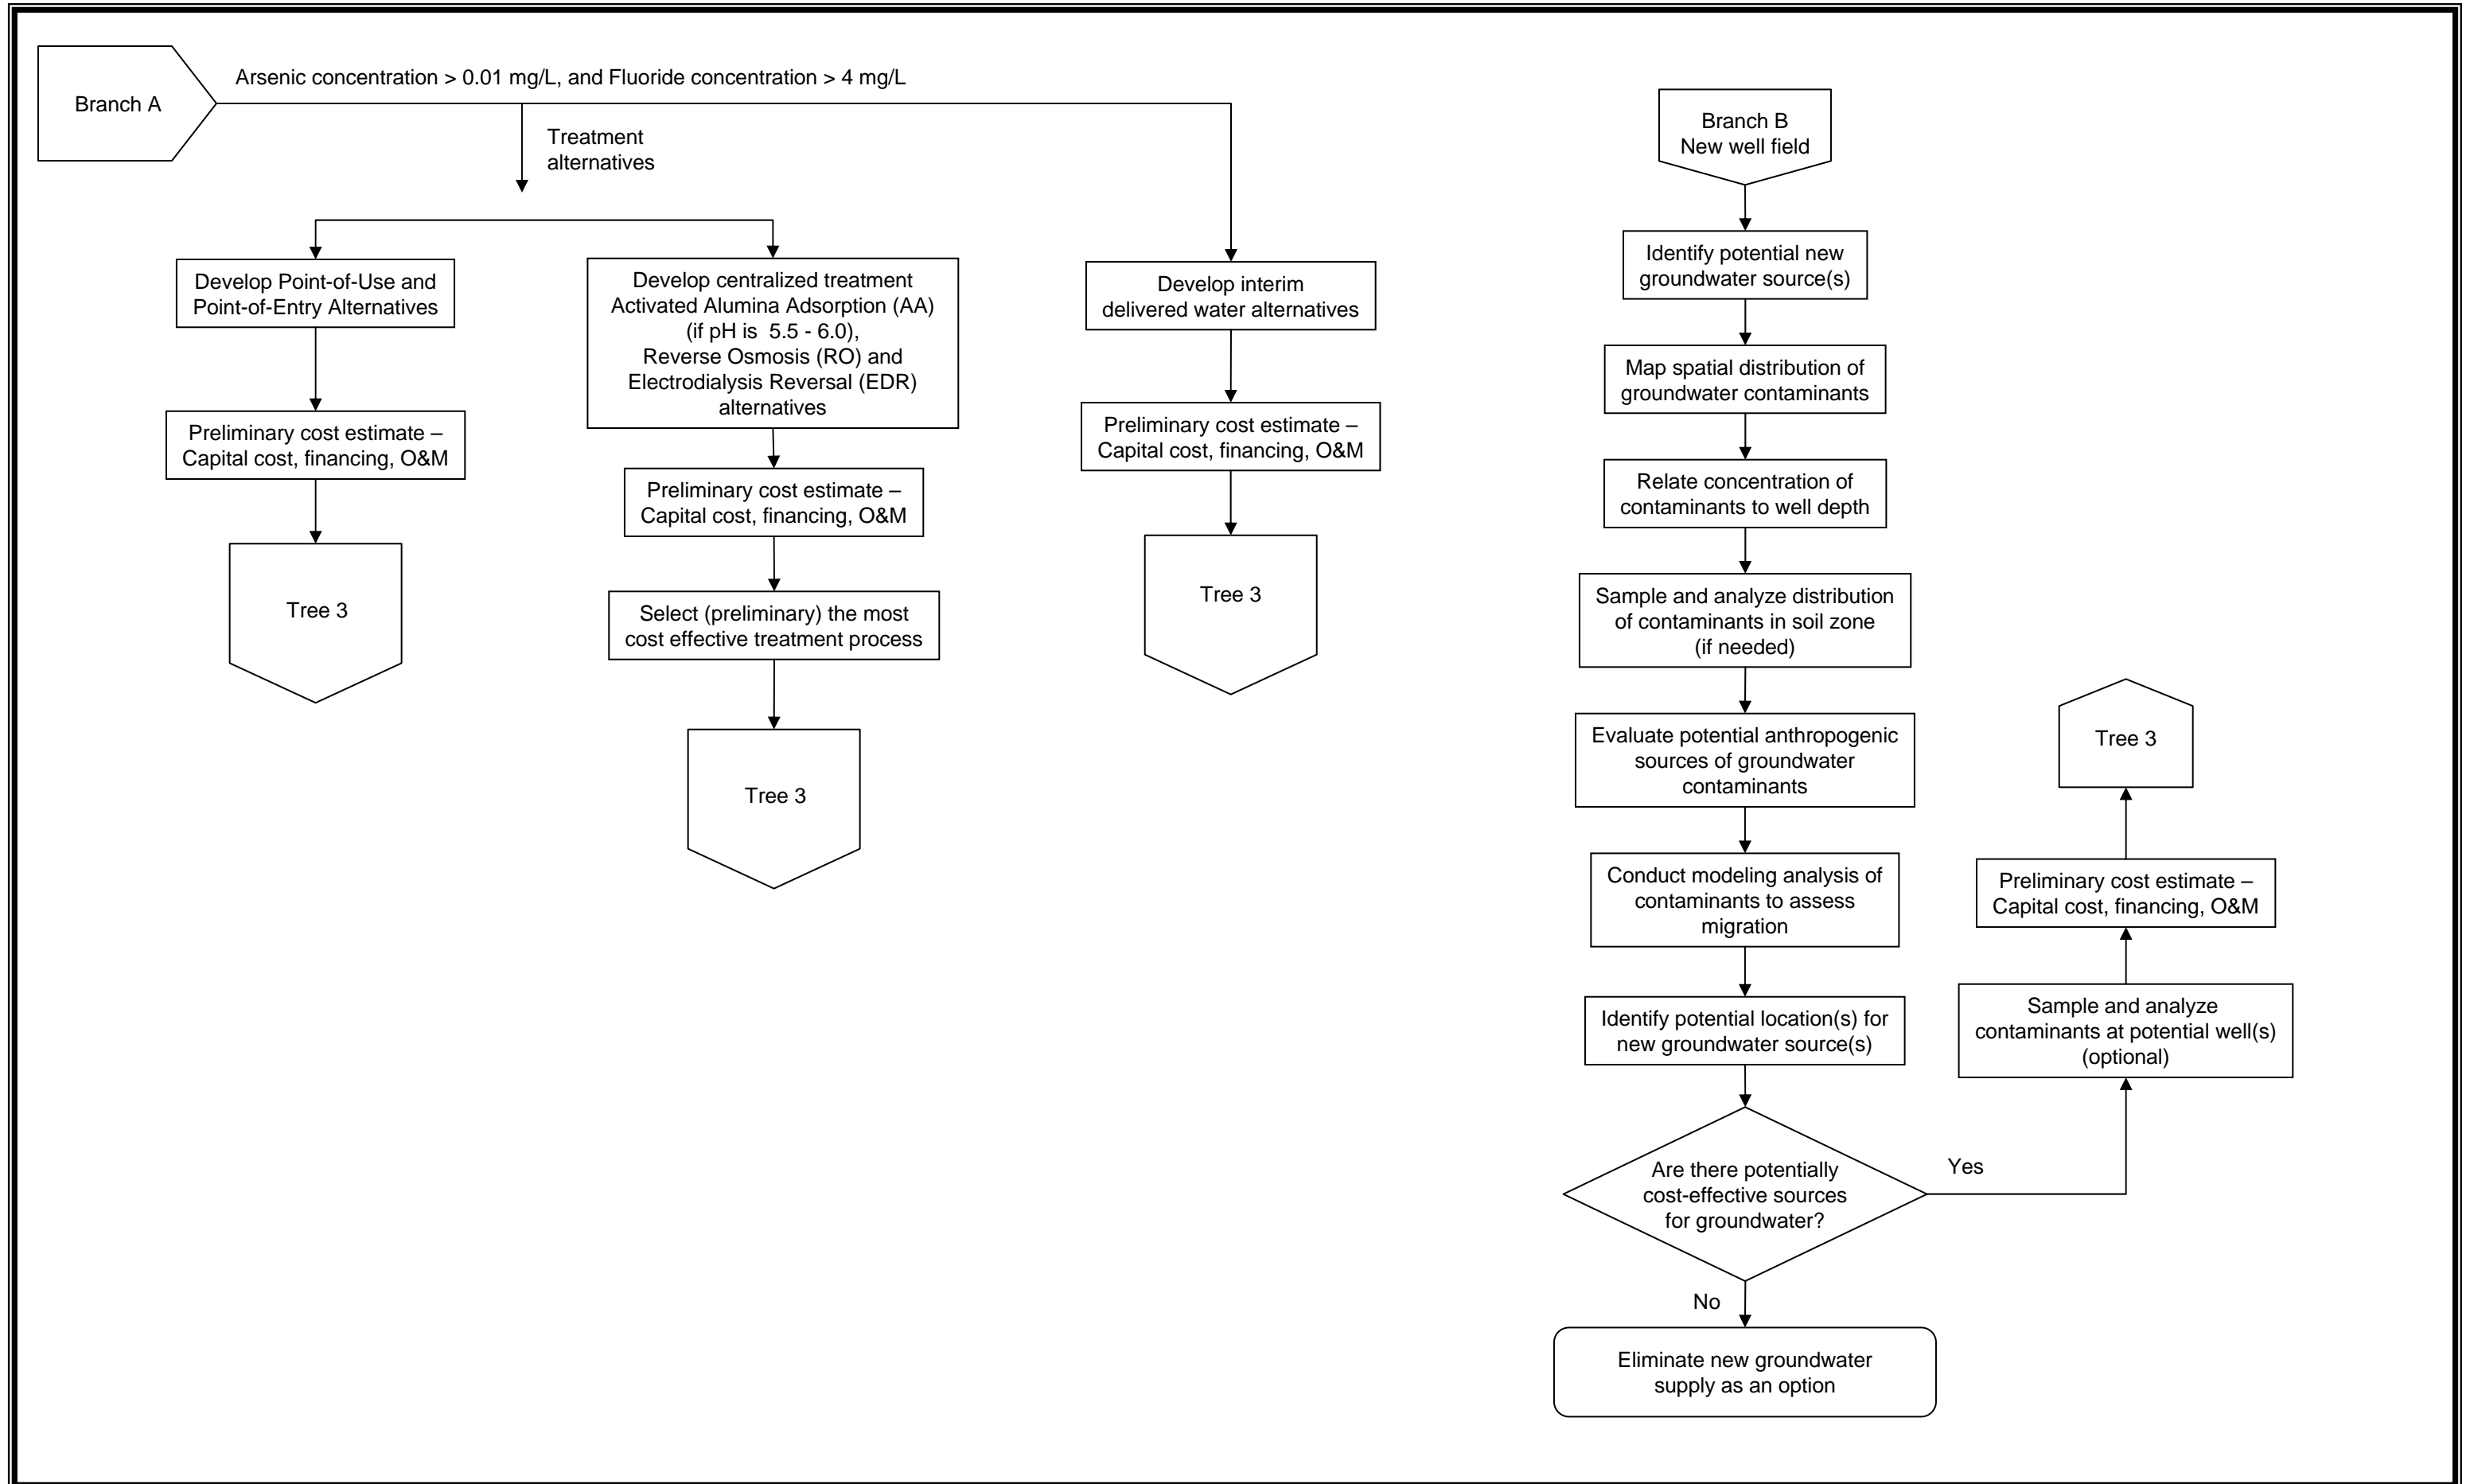 Branch A
Arsenic concentration > 0.01 mg/L, and Fluoride concentration > 4 mg/L
Treatment
alternatives
Develop Point-of-Use and
Point-of-Entry Alternatives
Preliminary cost estimate –
Capital cost, financing, O&M
Tree 3
Develop centralized treatment
Activated Alumina Adsorption (AA)
(if pH is  5.5 - 6.0),
Reverse Osmosis (RO) and
Electrodialysis Reversal (EDR)
alternatives
Preliminary cost estimate –
Capital cost, financing, O&M
Select (preliminary) the most
cost effective treatment process
Tree 3
Develop interim
delivered water alternatives
Preliminary cost estimate –
Capital cost, financing, O&M
Tree 3
Branch B
New well field
Identify potential new
groundwater source(s)
Map spatial distribution of
groundwater contaminants
Relate concentration of
contaminants to well depth
Sample and analyze distribution
of contaminants in soil zone
(if needed)
Evaluate potential anthropogenic
sources of groundwater
contaminants
Conduct modeling analysis of
contaminants to assess
migration
Identify potential location(s) for
new groundwater source(s)
Are there potentially
cost-effective sources
for groundwater?
Yes
Sample and analyze
contaminants at potential well(s)
(optional)
Preliminary cost estimate –
Capital cost, financing, O&M
Tree 3
No
Eliminate new groundwater
supply as an option